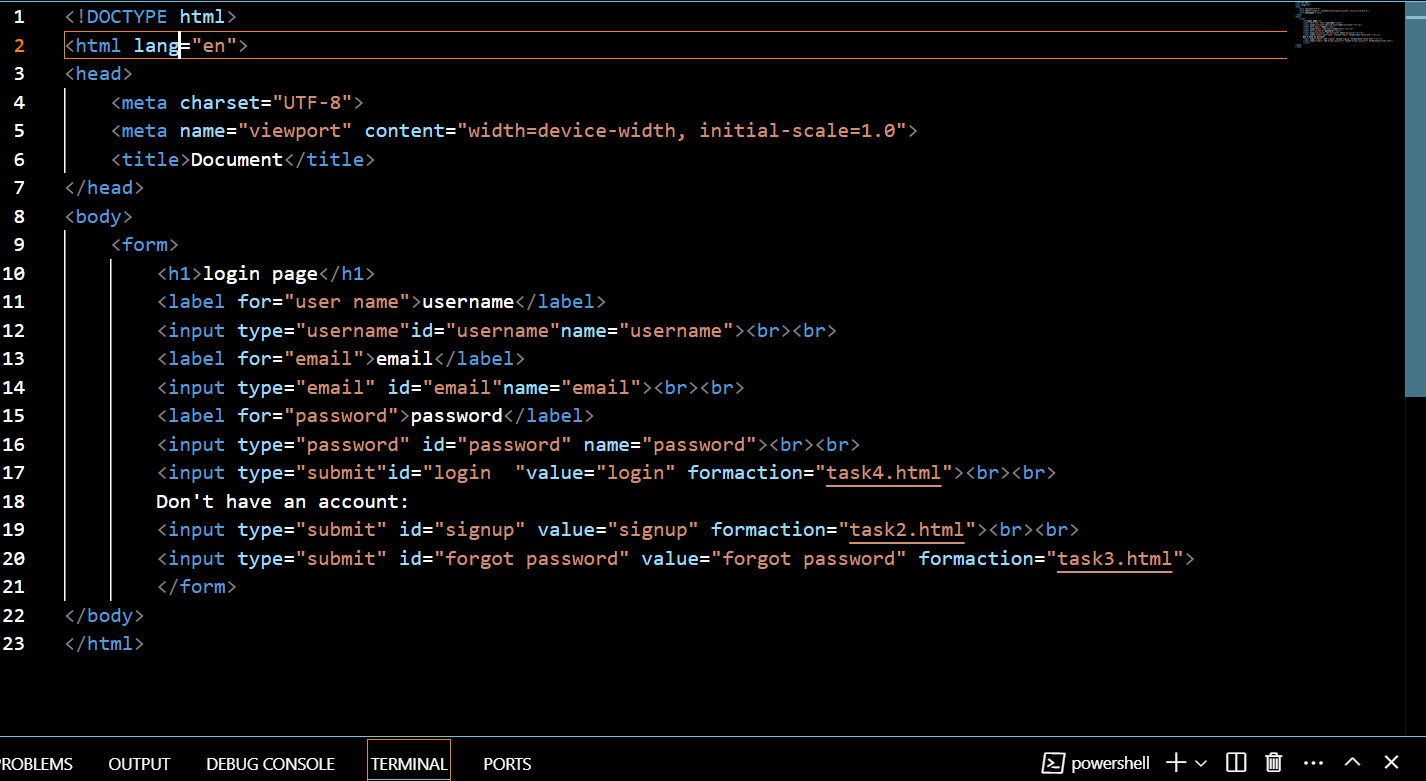 1 <!DOCTYPE html>
2 <html lang="en">
3 <head>
4     <meta charset="UTF-8">
5     <meta name="viewport" content="width=device-width, initial-scale=1.0">
6     <title>Document</title>
7 </head>
8 <body>
9     <form>
10         <h1>login page</h1>
11         <label for="user name">username</label>
12         <input type="username"id="username"name="username"><br><br>
13         <label for="email">email</label>
14         <input type="email" id="email"name="email"><br><br>
15         <label for="password">password</label>
16         <input type="password" id="password" name="password"><br><br>
17         <input type="submit"id="login  "value="login" formaction="task4.html"><br><br>
18         Don't have an account:
19         <input type="submit" id="signup" value="signup" formaction="task2.html"><br><br>
20         <input type="submit" id="forgot password" value="forgot password" formaction="task3.html">
21         </form>
22 </body>
23 </html>
ROBLEMS OUTPUT DEBUG CONSOLE TERMINAL PORTS powershell